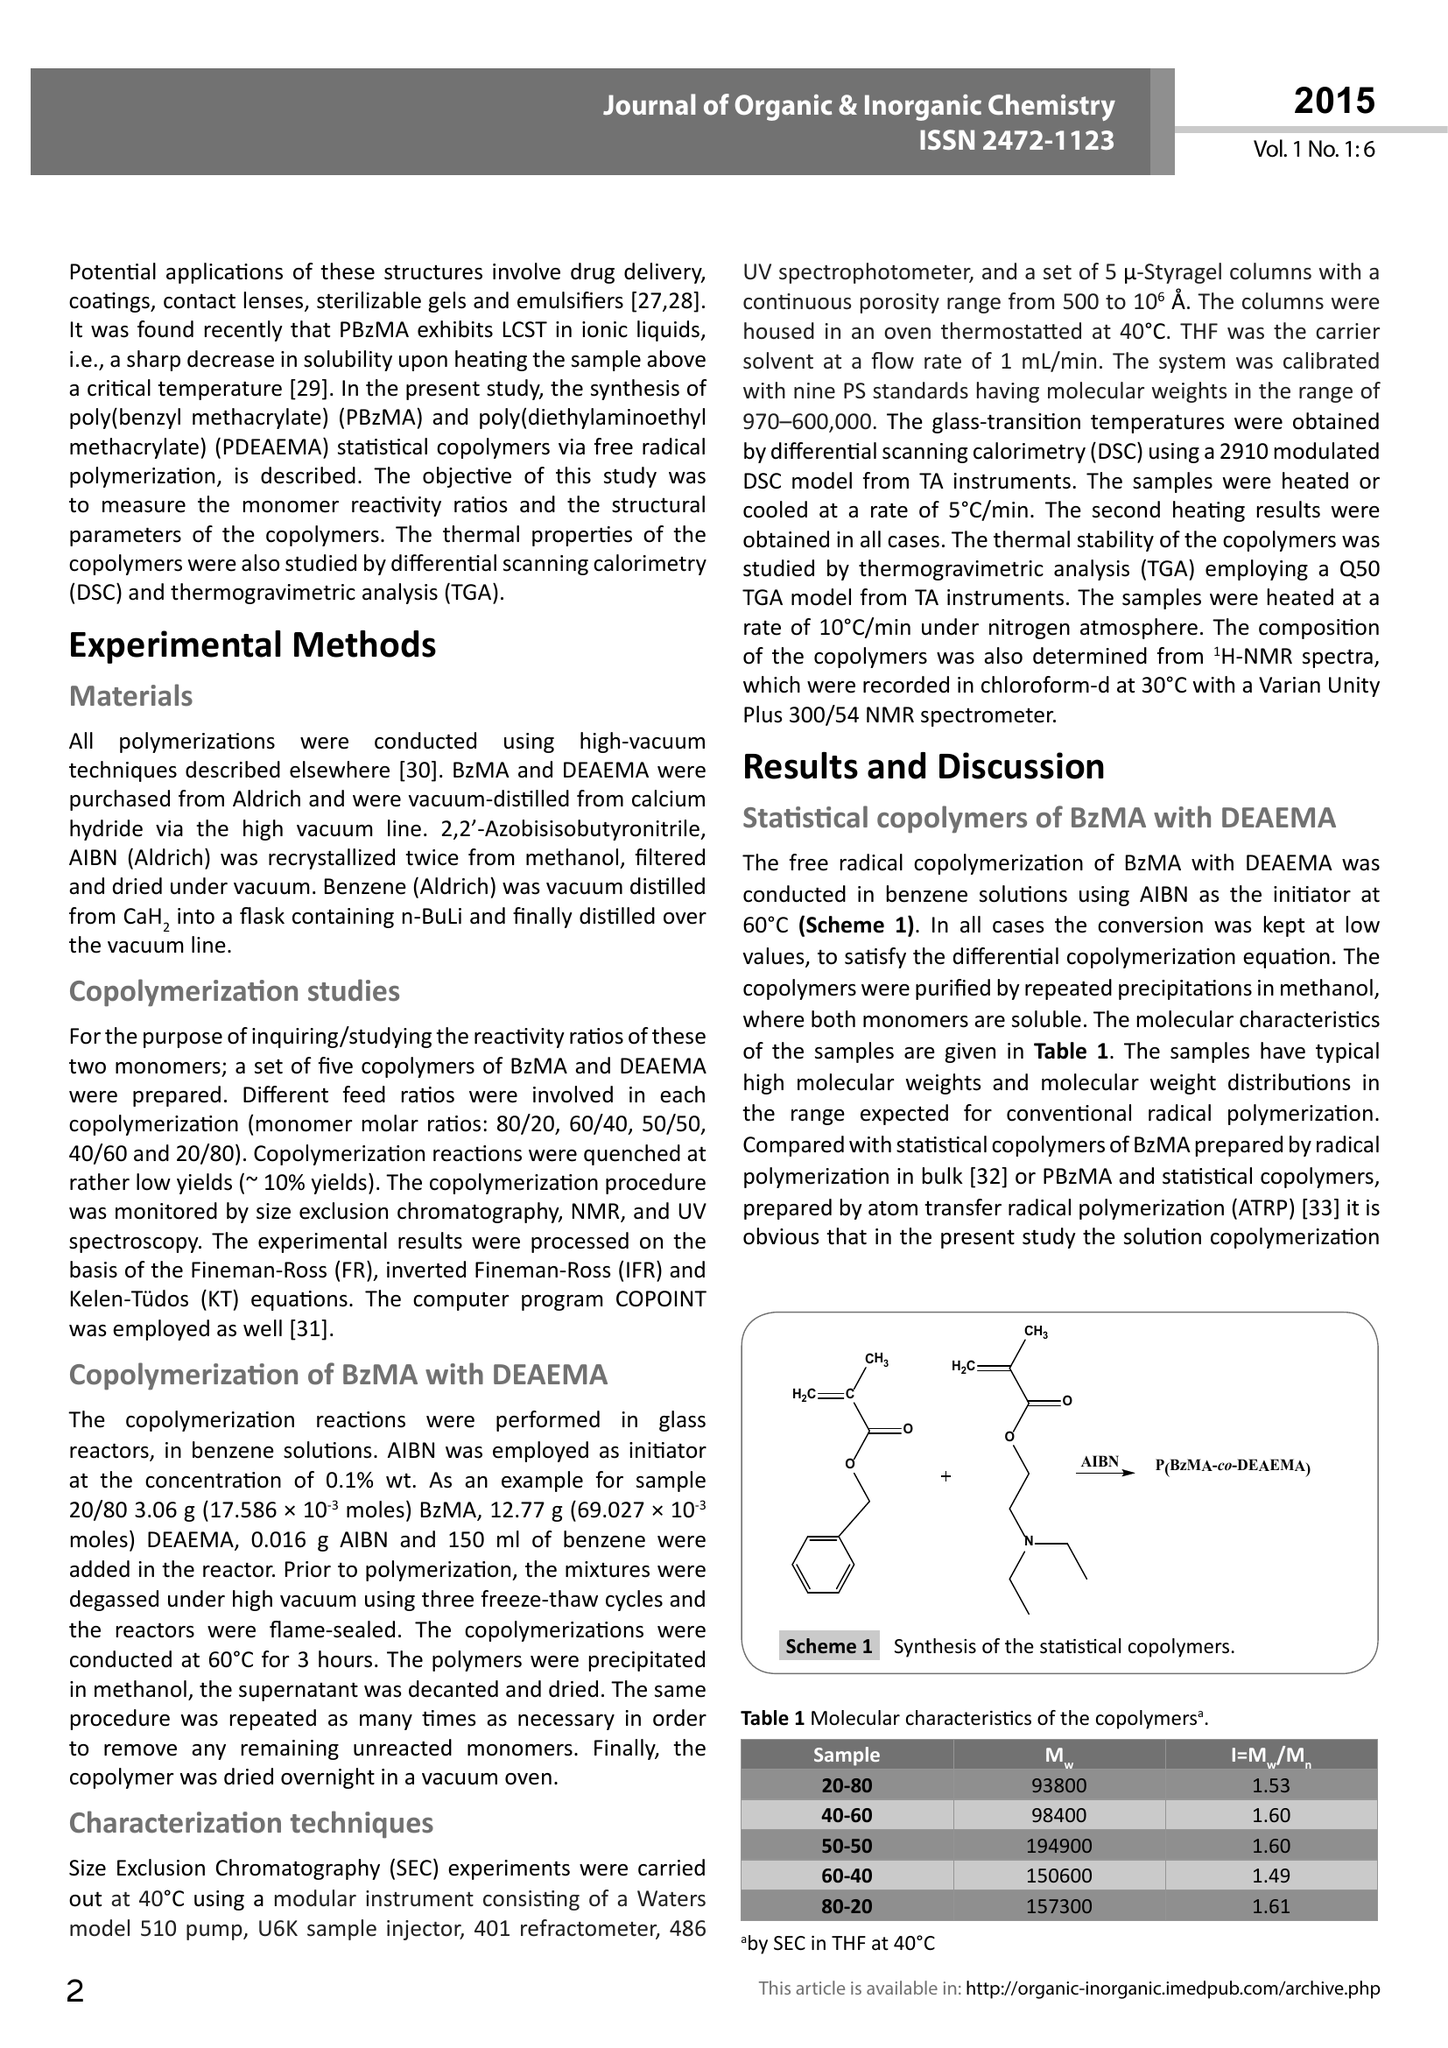 Journal of Organic & Inorganic Chemistry
ISSN 2472-1123
2015
Vol. 1 No. 1: 6
Potential applications of these structures involve drug delivery,
coatings, contact lenses, sterilizable gels and emulsifiers [27,28].
It was found recently that PBzMA exhibits LCST in ionic liquids,
i.e., a sharp decrease in solubility upon heating the sample above
a critical temperature [29]. In the present study, the synthesis of
poly(benzyl methacrylate) (PBzMA) and poly(diethylaminoethyl
methacrylate) (PDEAEMA) statistical copolymers via free radical
polymerization, is described. The objective of this study was
to measure the monomer reactivity ratios and the structural
parameters of the copolymers. The thermal properties of the
copolymers were also studied by differential scanning calorimetry
(DSC) and thermogravimetric analysis (TGA).
Experimental Methods
Materials
All polymerizations were conducted using high-vacuum
techniques described elsewhere [30]. BzMA and DEAEMA were
purchased from Aldrich and were vacuum-distilled from calcium
hydride via the high vacuum line. 2,2’-Azobisisobutyronitrile,
AIBN (Aldrich) was recrystallized twice from methanol, filtered
and dried under vacuum. Benzene (Aldrich) was vacuum distilled
from CaH2 into a flask containing n-BuLi and finally distilled over
the vacuum line.
Copolymerization studies
For the purpose of inquiring/studying the reactivity ratios of these
two monomers; a set of five copolymers of BzMA and DEAEMA
were prepared. Different feed ratios were involved in each
copolymerization (monomer molar ratios: 80/20, 60/40, 50/50,
40/60 and 20/80). Copolymerization reactions were quenched at
rather low yields (~ 10% yields). The copolymerization procedure
was monitored by size exclusion chromatography, NMR, and UV
spectroscopy. The experimental results were processed on the
basis of the Fineman-Ross (FR), inverted Fineman-Ross (IFR) and
Kelen-Tüdos (KT) equations. The computer program COPOINT
was employed as well [31].
Copolymerization of BzMA with DEAEMA
The copolymerization reactions were performed in glass
reactors, in benzene solutions. AIBN was employed as initiator
at the concentration of 0.1% wt. As an example for sample
20/80 3.06 g (17.586 × 10-3 moles) BzMA, 12.77 g (69.027 × 10-3
moles) DEAEMA, 0.016 g AIBN and 150 ml of benzene were
added in the reactor. Prior to polymerization, the mixtures were
degassed under high vacuum using three freeze-thaw cycles and
the reactors were flame-sealed. The copolymerizations were
conducted at 60°C for 3 hours. The polymers were precipitated
in methanol, the supernatant was decanted and dried. The same
procedure was repeated as many times as necessary in order
to remove any remaining unreacted monomers. Finally, the
copolymer was dried overnight in a vacuum oven.
Characterization techniques
Size Exclusion Chromatography (SEC) experiments were carried
out at 40°C using a modular instrument consisting of a Waters
model 510 pump, U6K sample injector, 401 refractometer, 486
UV spectrophotometer, and a set of 5 μ-Styragel columns with a
continuous porosity range from 500 to 10⁶ Å. The columns were
housed in an oven thermostatted at 40°C. THF was the carrier
solvent at a flow rate of 1 mL/min. The system was calibrated
with nine PS standards having molecular weights in the range of
970–600,000. The glass-transition temperatures were obtained
by differential scanning calorimetry (DSC) using a 2910 modulated
DSC model from TA instruments. The samples were heated or
cooled at a rate of 5°C/min. The second heating results were
obtained in all cases. The thermal stability of the copolymers was
studied by thermogravimetric analysis (TGA) employing a Q50
TGA model from TA instruments. The samples were heated at a
rate of 10°C/min under nitrogen atmosphere. The composition
of the copolymers was also determined from ¹H-NMR spectra,
which were recorded in chloroform-d at 30°C with a Varian Unity
Plus 300/54 NMR spectrometer.
Results and Discussion
Statistical copolymers of BzMA with DEAEMA
The free radical copolymerization of BzMA with DEAEMA was
conducted in benzene solutions using AIBN as the initiator at
60°C (Scheme 1). In all cases the conversion was kept at low
values, to satisfy the differential copolymerization equation. The
copolymers were purified by repeated precipitations in methanol,
where both monomers are soluble. The molecular characteristics
of the samples are given in Table 1. The samples have typical
high molecular weights and molecular weight distributions in
the range expected for conventional radical polymerization.
Compared with statistical copolymers of BzMA prepared by radical
polymerization in bulk [32] or PBzMA and statistical copolymers,
prepared by atom transfer radical polymerization (ATRP) [33] it is
obvious that in the present study the solution copolymerization
CH3
H2C
C
O
O
+
CH3
H2C
O
O
N
AIBN
P(BzMA-co-DEAEMA)
Scheme 1 Synthesis of the statistical copolymers.
Table 1 Molecular characteristics of the copolymersᵃ.
Sample Mw I=Mw/Mn
20-80 93800 1.53
40-60 98400 1.60
50-50 194900 1.60
60-40 150600 1.49
80-20 157300 1.61
ᵃby SEC in THF at 40°C
2
This article is available in: http://organic-inorganic.imedpub.com/archive.php